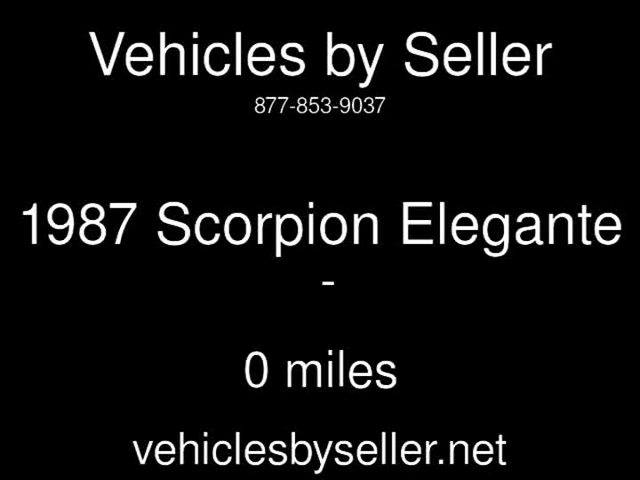 Vehicles by Seller
877-853-9037
1987 Scorpion Elegante
-
0 miles
vehiclesbyseller.net